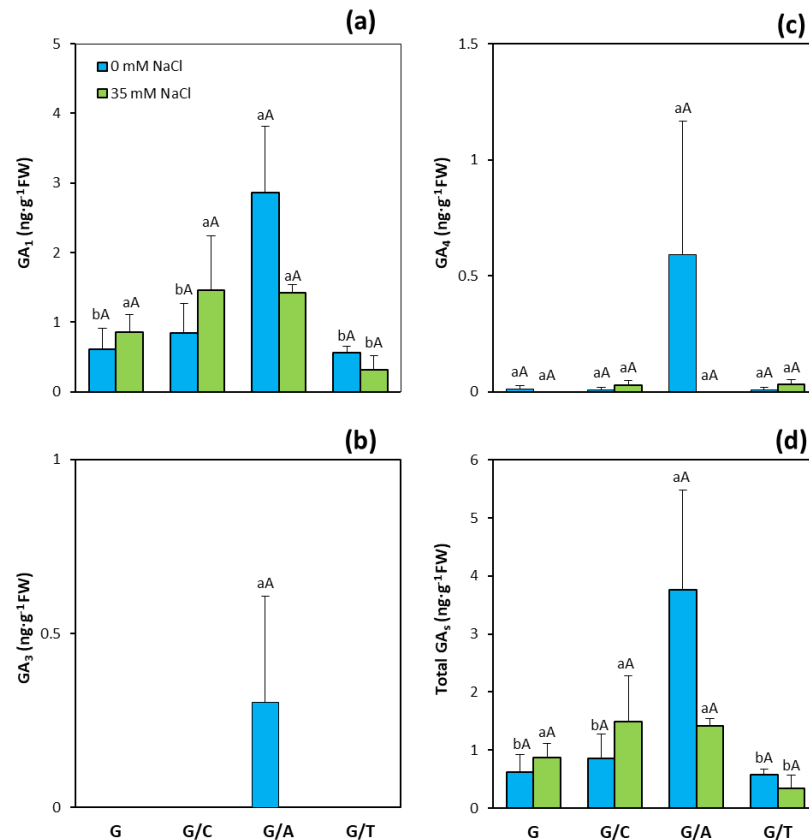 (a)
5
4
3
2
1
0
GA₁ (ng·g⁻¹FW)
0 mM NaCl
35 mM NaCl
bA aA bA aA aA aA bA bA
(c)
1.5
1
0.5
0
GA₄ (ng·g⁻¹FW)
aA aA aA aA aA aA aA aA
(b)
1
0.5
0
GA₃ (ng·g⁻¹FW)
aA
G G/C G/A G/T
(d)
6
5
4
3
2
1
0
Total GAₛ (ng·g⁻¹FW)
bA aA bA aA aA aA bA bA
G G/C G/A G/T